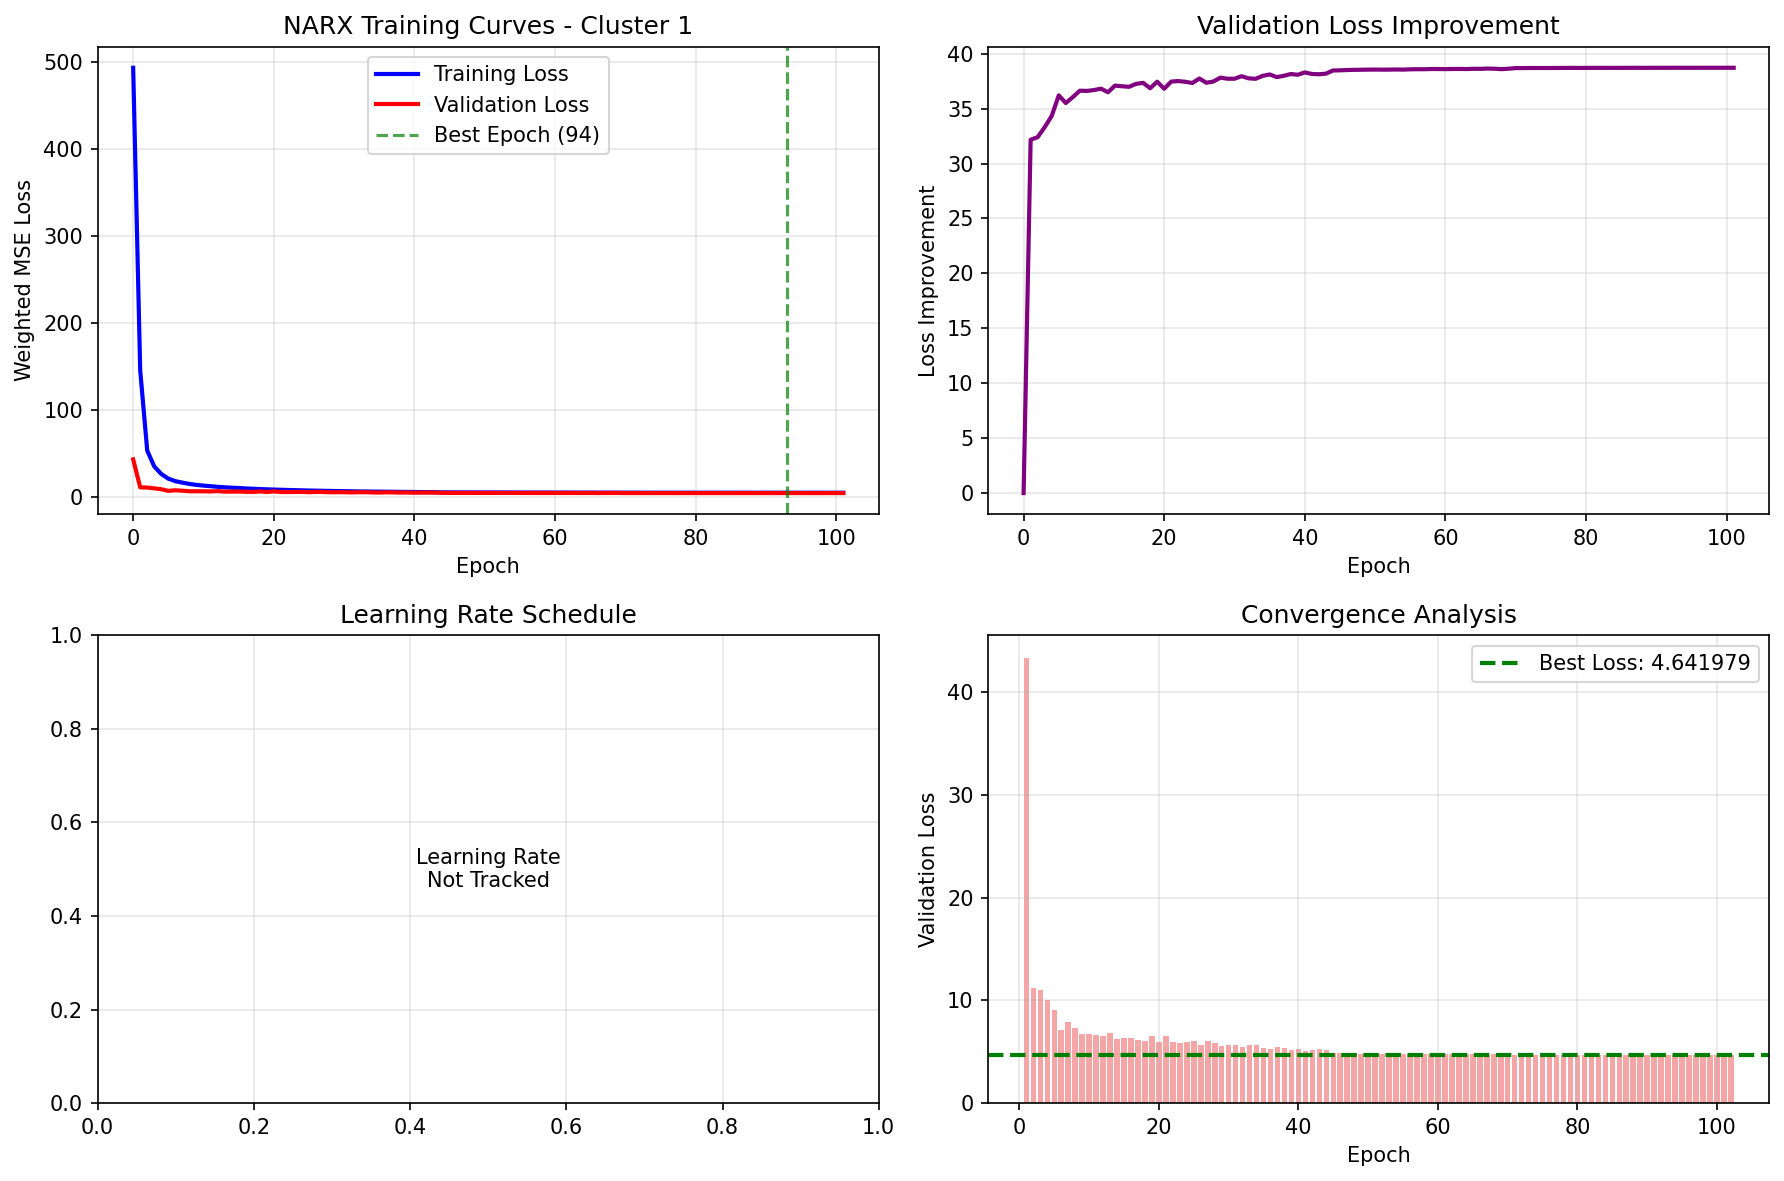 NARX Training Curves - Cluster 1
500
400
300
200
100
0
Weighted MSE Loss
Training Loss
Validation Loss
Best Epoch (94)
0 20 40 60 80 100
Epoch
Validation Loss Improvement
40
35
30
25
20
15
10
5
0
Loss Improvement
0 20 40 60 80 100
Epoch
Learning Rate Schedule
1.0
0.8
0.6
0.4
0.2
0.0
Learning Rate
Not Tracked
0.0 0.2 0.4 0.6 0.8 1.0
Convergence Analysis
40
30
20
10
0
Validation Loss
Best Loss: 4.641979
0 20 40 60 80 100
Epoch